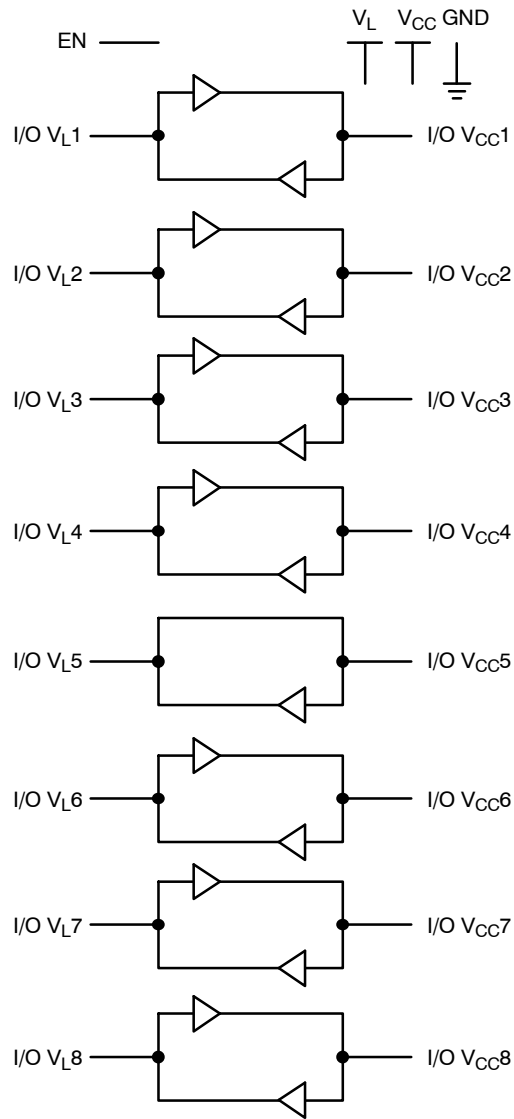 EN V_L V_CC GND
I/O V_L1 I/O V_CC1
I/O V_L2 I/O V_CC2
I/O V_L3 I/O V_CC3
I/O V_L4 I/O V_CC4
I/O V_L5 I/O V_CC5
I/O V_L6 I/O V_CC6
I/O V_L7 I/O V_CC7
I/O V_L8 I/O V_CC8